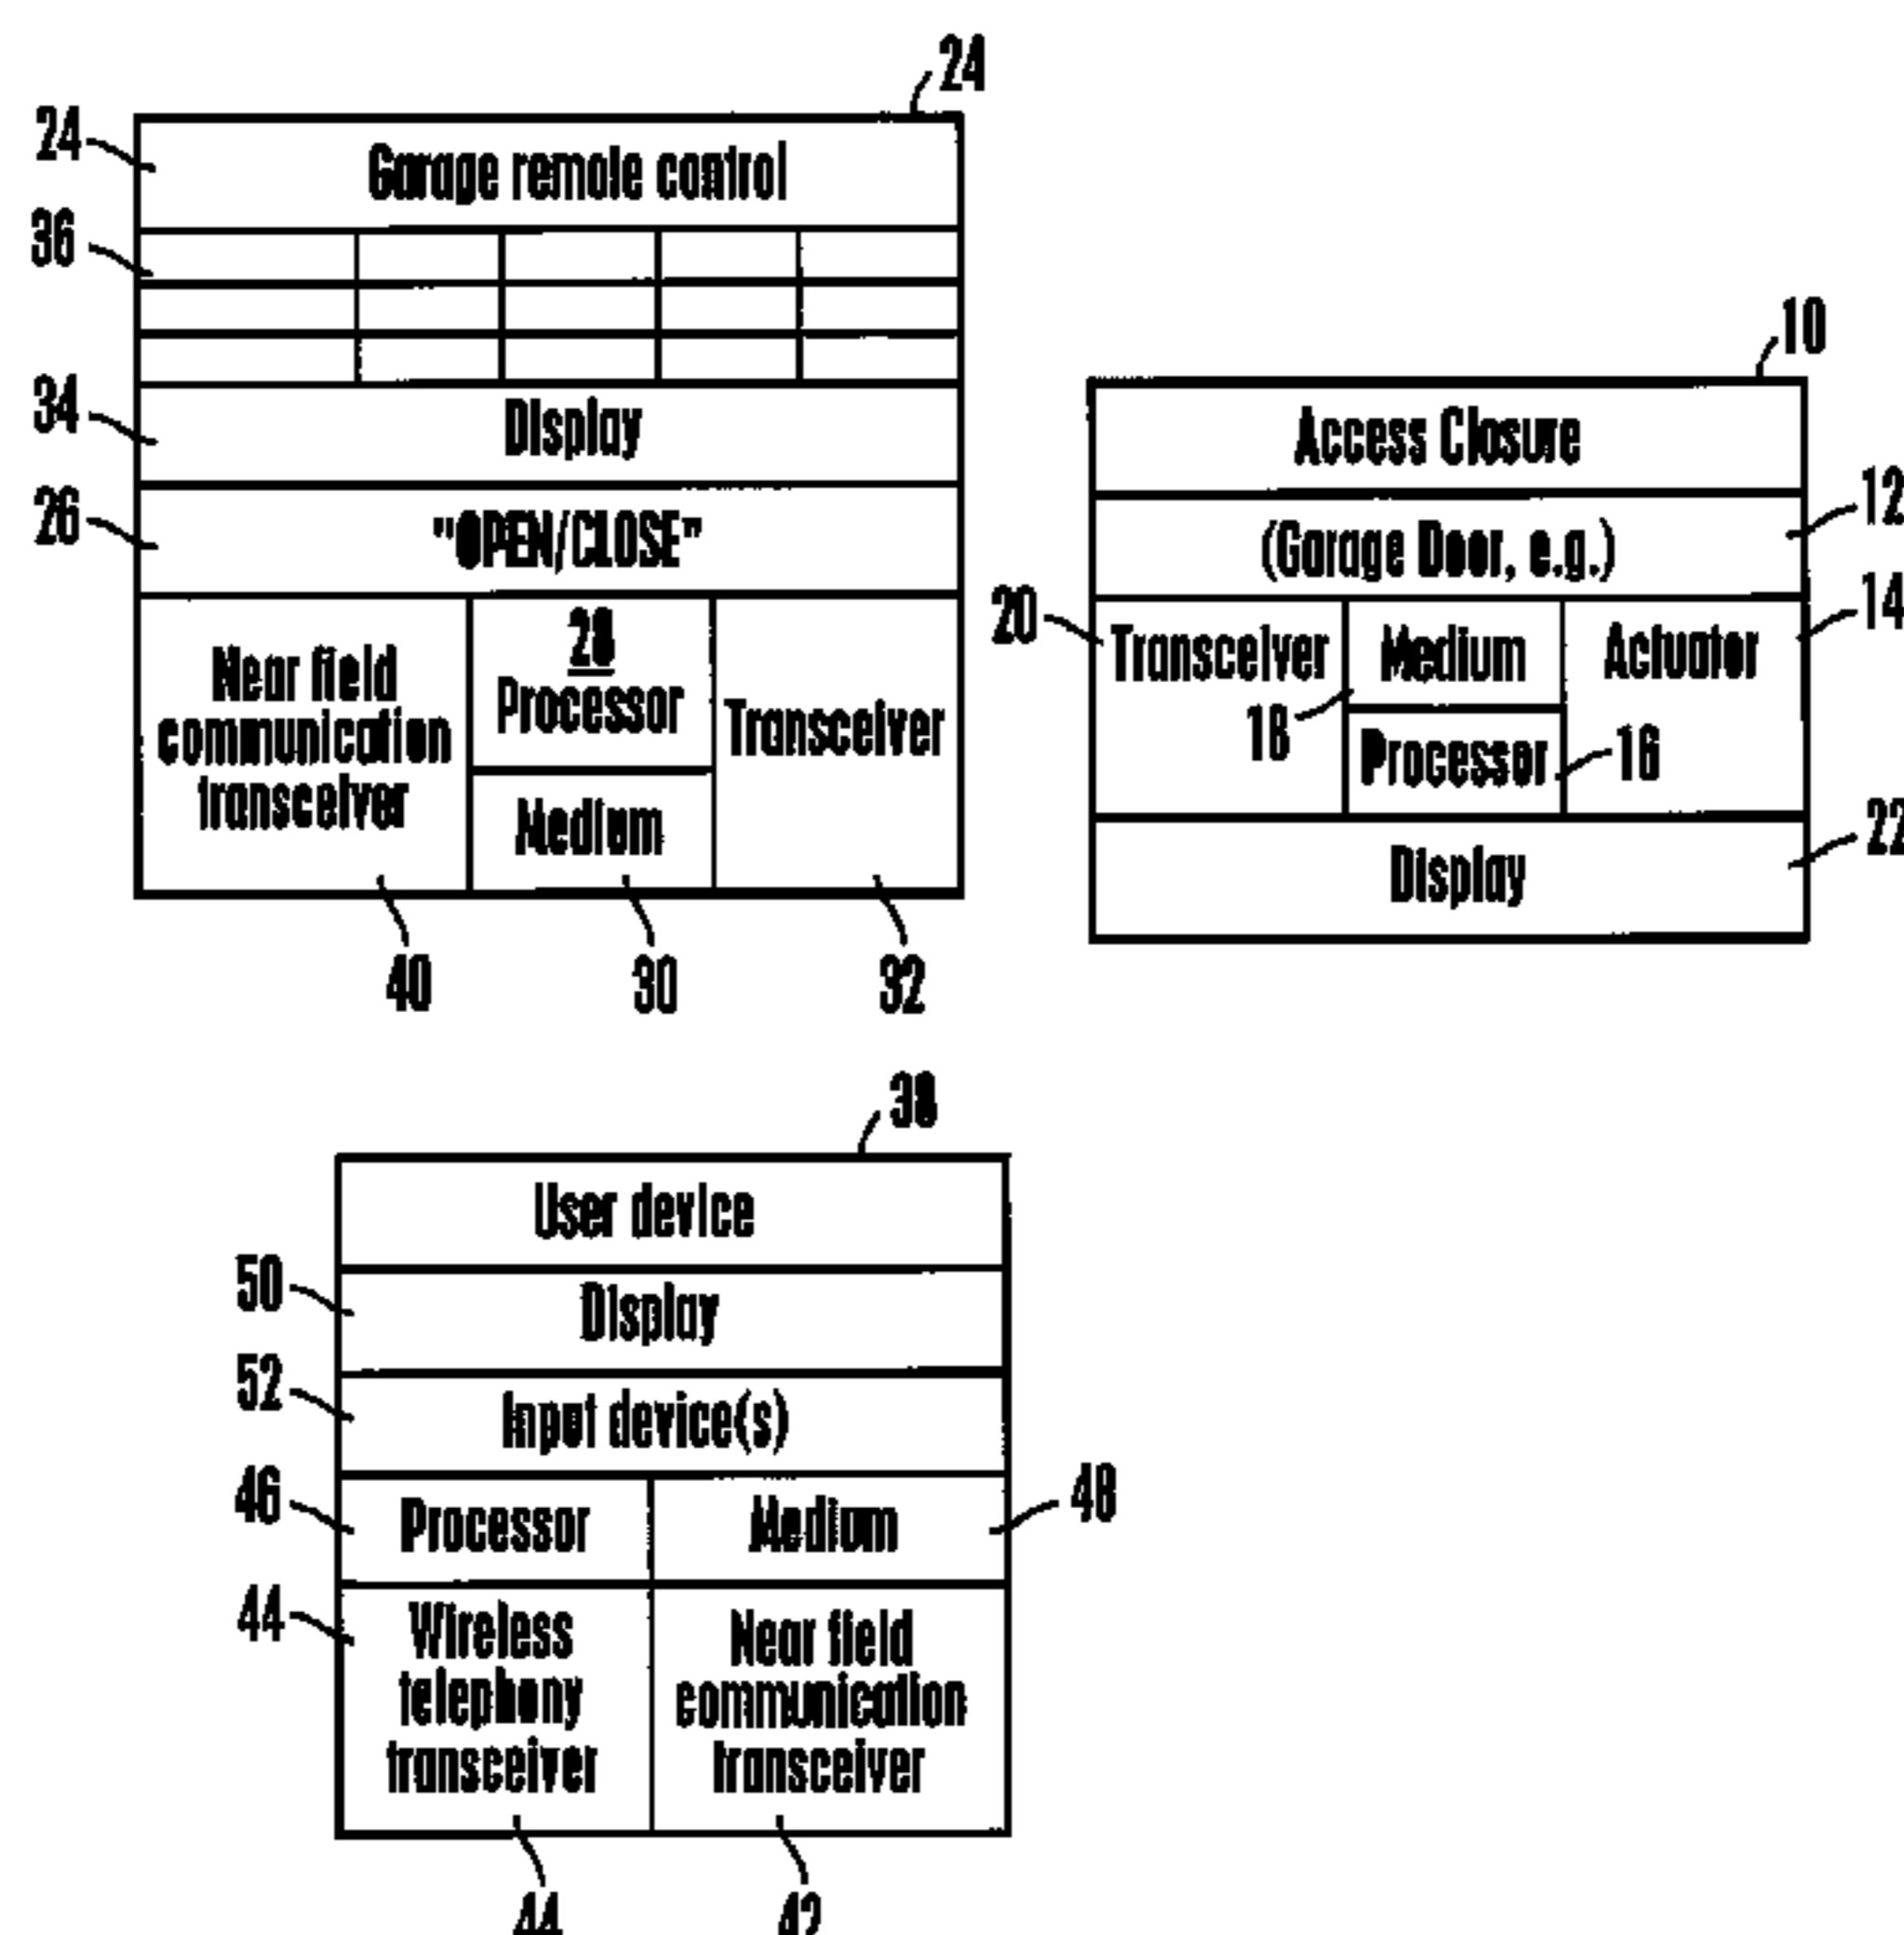 24
24
Garage remote control
36
34
Display
26
"OPEN/CLOSE"
Near field
communication
transceiver
28
Processor
Medium
Transceiver
40
30
32
10
Access Closure
12
(Garage Door, e.g.)
20
14
Transceiver
Medium
Actuator
18
Processor
16
22
Display
38
User device
50
Display
52
Input device(s)
46
Processor
Medium
48
44
Wireless
telephony
transceiver
Near field
communication
transceiver
44
42